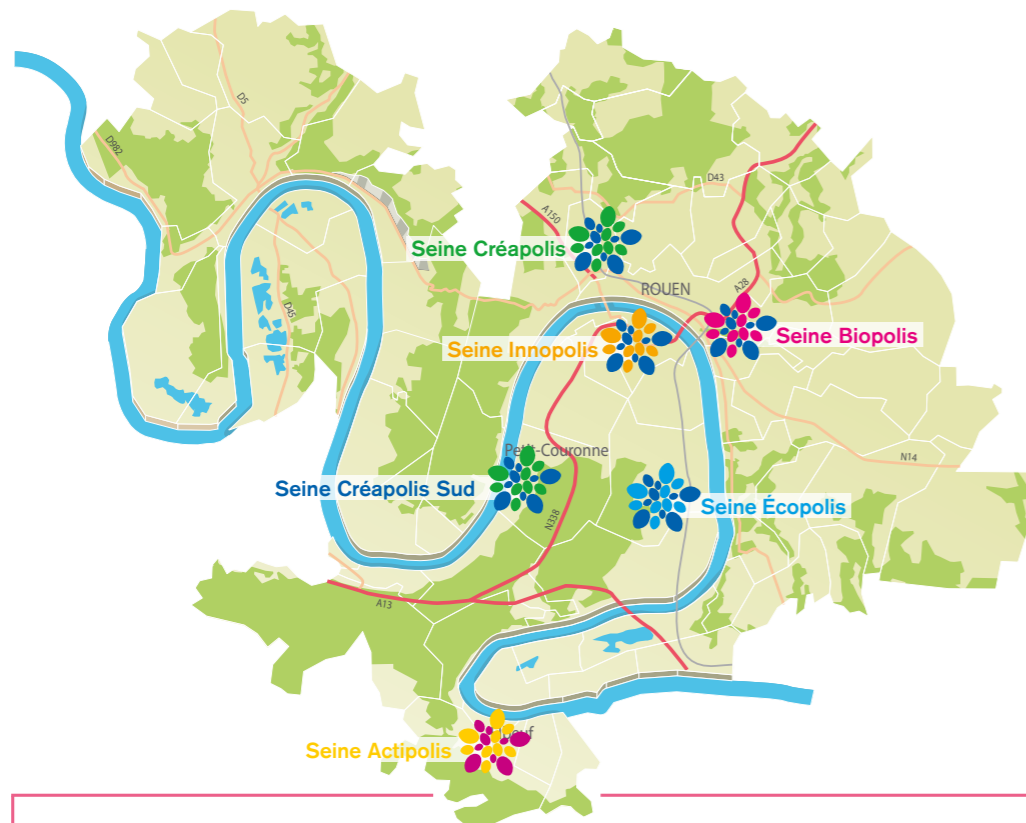 D5
D982
D43
A150
Seine Créapolis
ROUEN
A28
Seine Innopolis
Seine Biopolis
D45
N14
Petit-Couronne
Seine Créapolis Sud
Seine Écopolis
N338
A13
Seine Actipolis